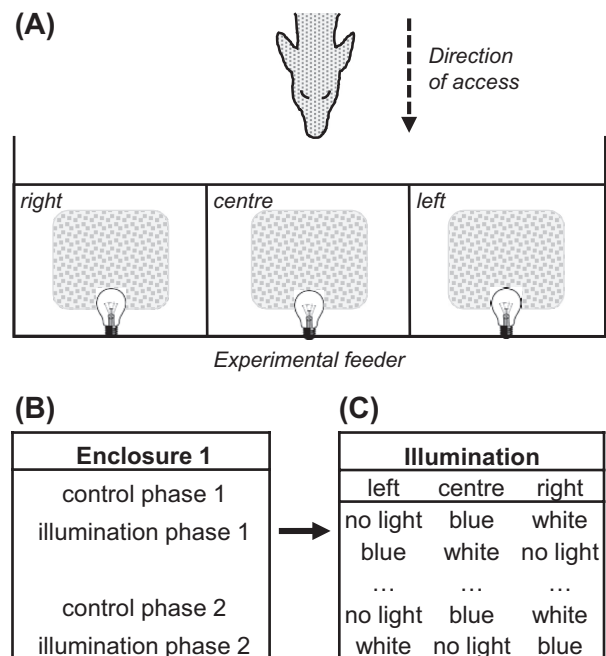 (A)
Direction
of access
right centre left
Experimental feeder
(B)
Enclosure 1
control phase 1
illumination phase 1
control phase 2
illumination phase 2
(C)
Illumination
left centre right
no light blue white
blue white no light
... ... ...
no light blue white
white no light blue